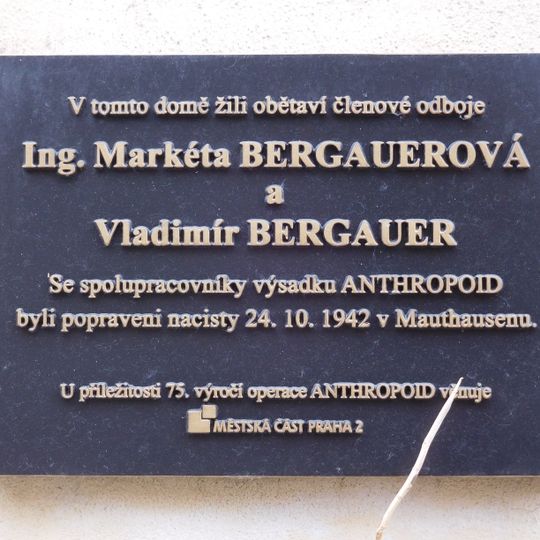 V tomto domě žili obětaví členové odboje
Ing. Markéta BERGAUEROVÁ
a
Vladimír BERGAUER
Se spolupracovníky výsadku ANTHROPOID
byli popraveni nacisty 24. 10. 1942 v Mauthausenu.
U příležitosti 75. výročí operace ANTHROPOID věnuje
MĚSTSKÁ ČÁST PRAHA 2